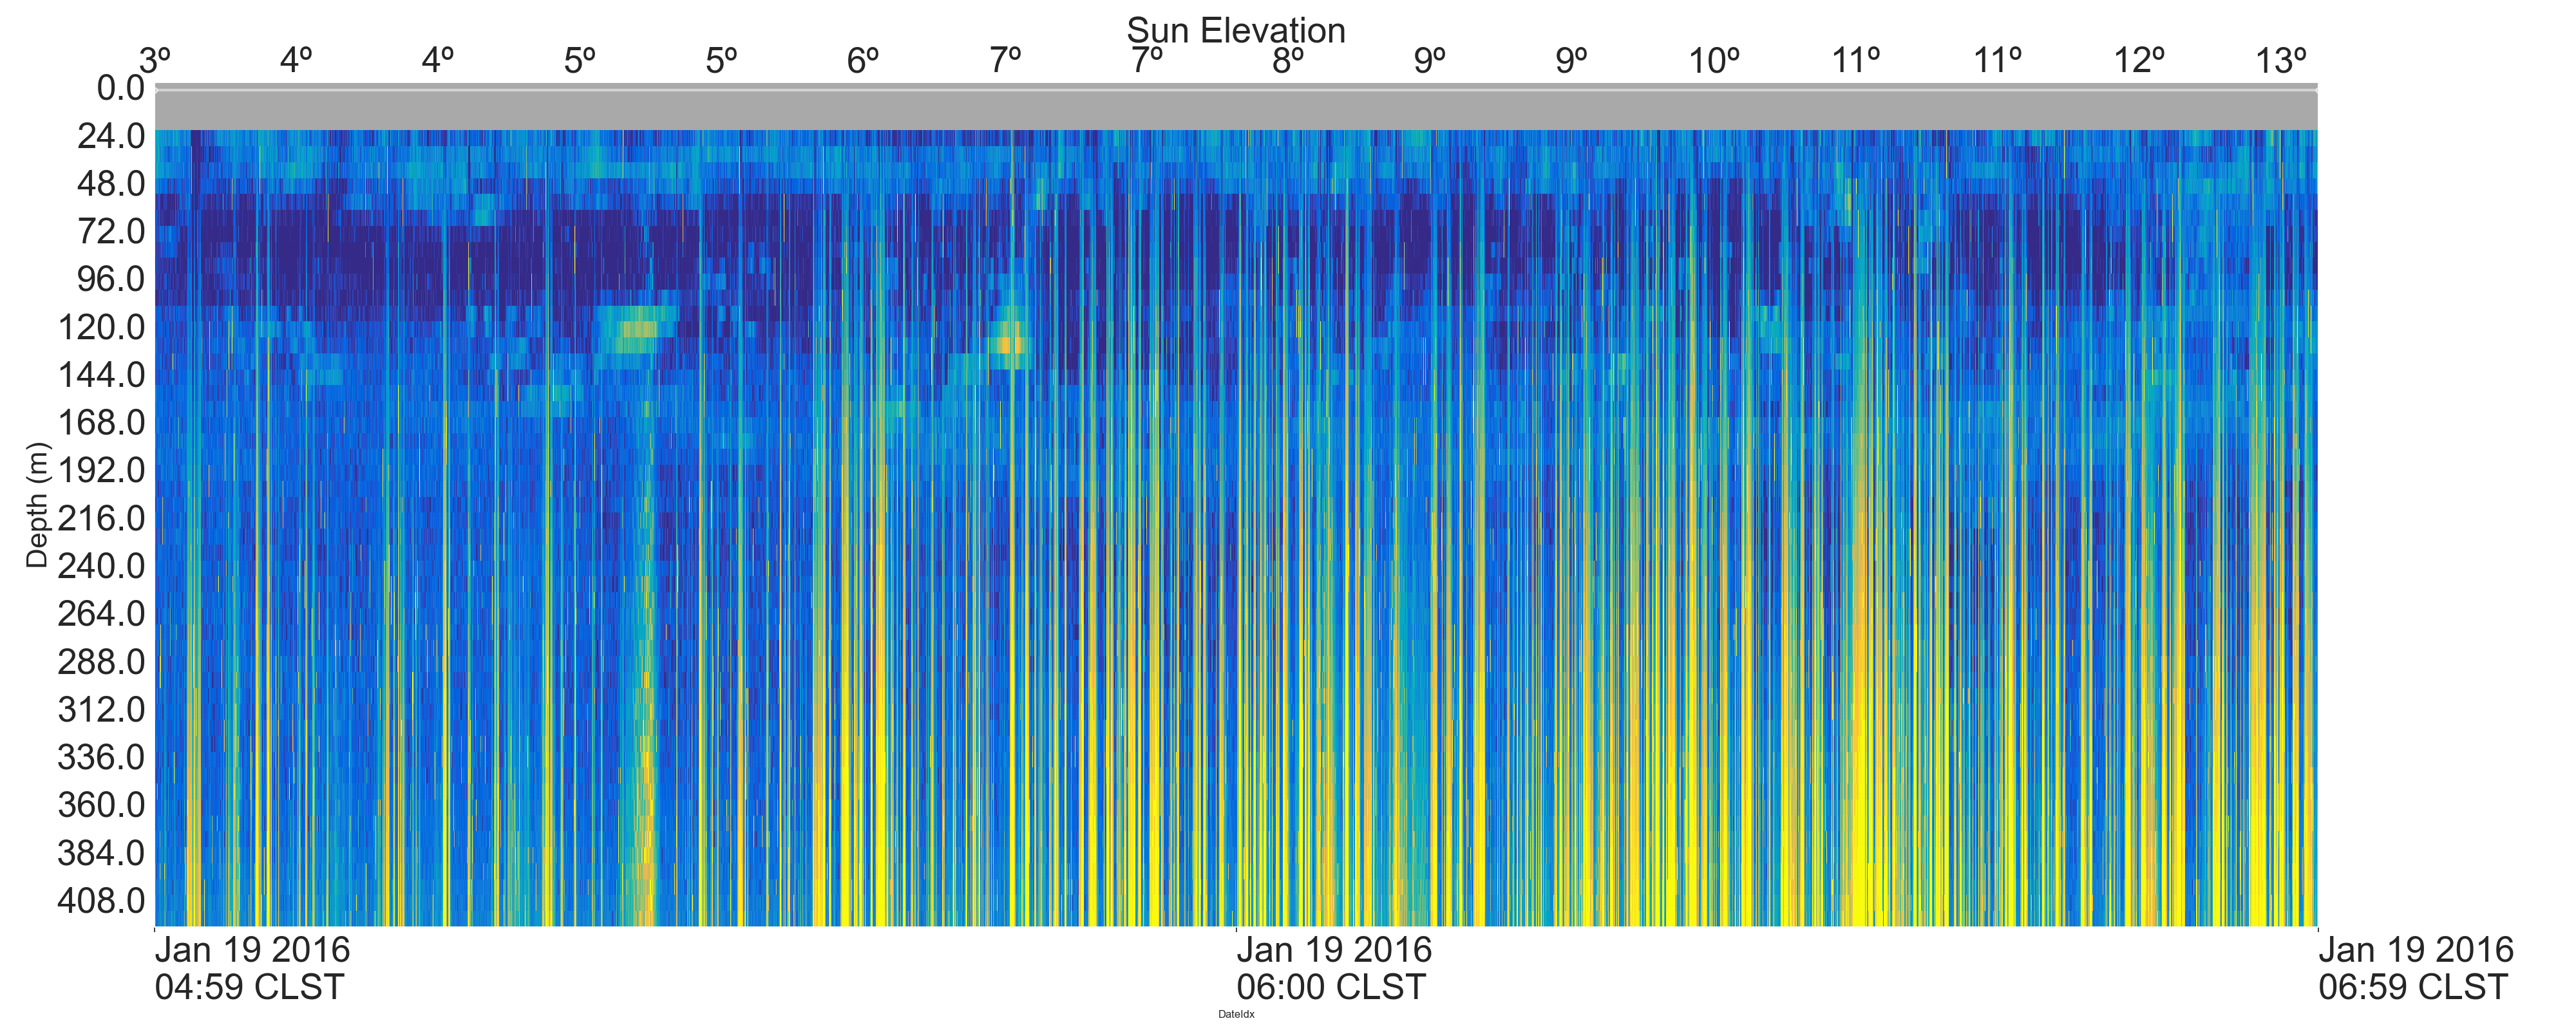 Sun Elevation
3º 4º 4º 5º 5º 6º 7º 7º 8º 9º 9º 10º 11º 11º 12º 13º
0.0
24.0
48.0
72.0
96.0
120.0
144.0
168.0
192.0
216.0
240.0
264.0
288.0
312.0
336.0
360.0
384.0
408.0
Depth (m)
Jan 19 2016
04:59 CLST
Jan 19 2016
06:00 CLST
Jan 19 2016
06:59 CLST
DateIdx